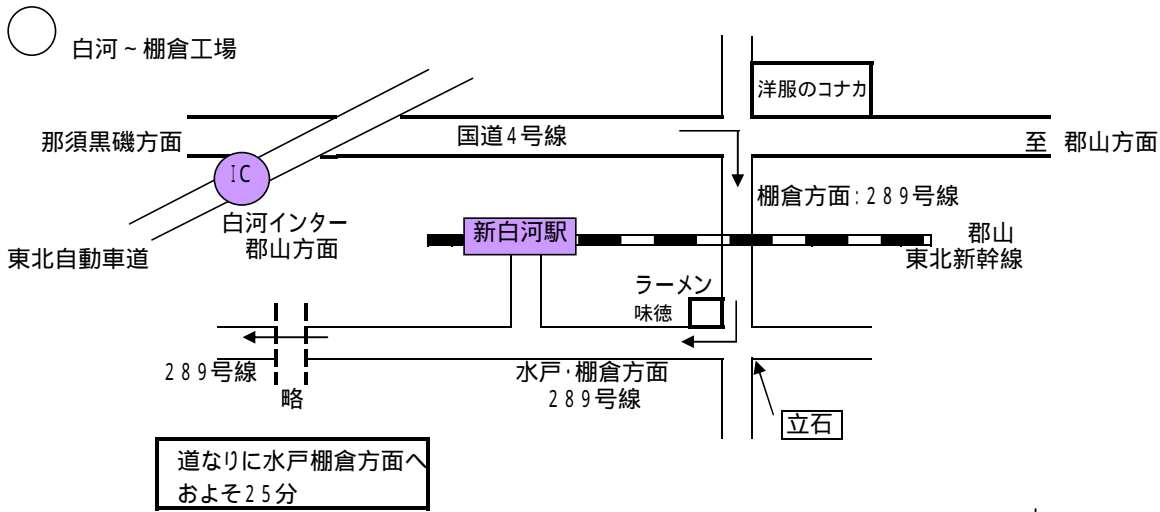 白河~棚倉工場
洋服のコナカ
那須黒磯方面
国道4号線
至 郡山方面
IC
棚倉方面:289号線
白河インター
郡山方面
新白河駅
郡山
東北新幹線
東北自動車道
ラーメン
味徳
289号線
水戸・棚倉方面
289号線
略
立石
道なりに水戸棚倉方面へ
およそ25分